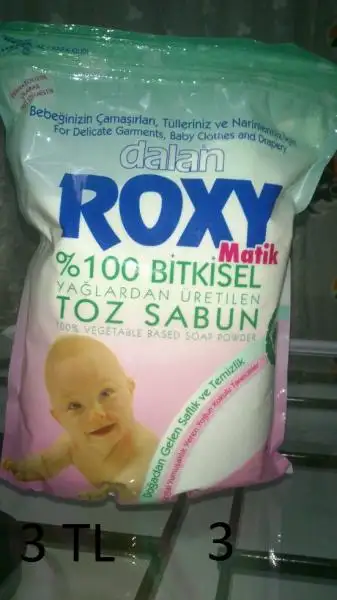 Bebeğinizin Çamaşırları, Tülleriniz ve
For Delicate Garments, Baby Clothes and Drapery
dalan
ROXY
Matik
%100 BİTKİSEL
YAĞLARDAN ÜRETİLEN
TOZ SABUN
100% VEGETABLE BASED SOAP POWDER
Doğadan Gelen Saflık ve Temizlik
3 TL 3